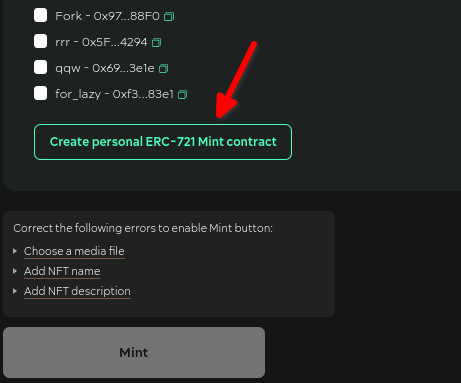 Fork - 0x97...88F0
rrr - 0x5F...4294
qqw - 0x69...3e1e
for_lazy - 0xf3...83e1
Create personal ERC-721 Mint contract
Correct the following errors to enable Mint button:
Choose a media file
Add NFT name
Add NFT description
Mint